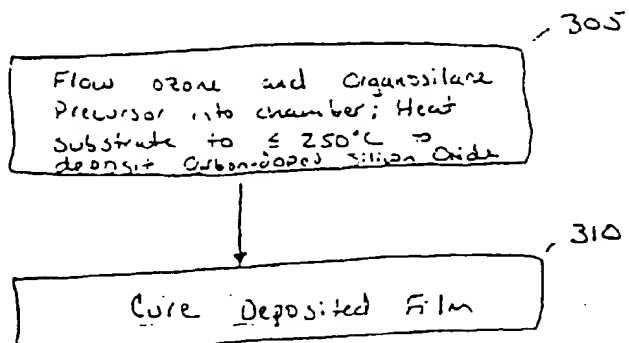 305
Flow ozone and Organosilane
Precursor into chamber; Heat
substrate to ≤ 250°C to
deposit Carbon-doped Silicon Oxide
310
Cure Deposited Film